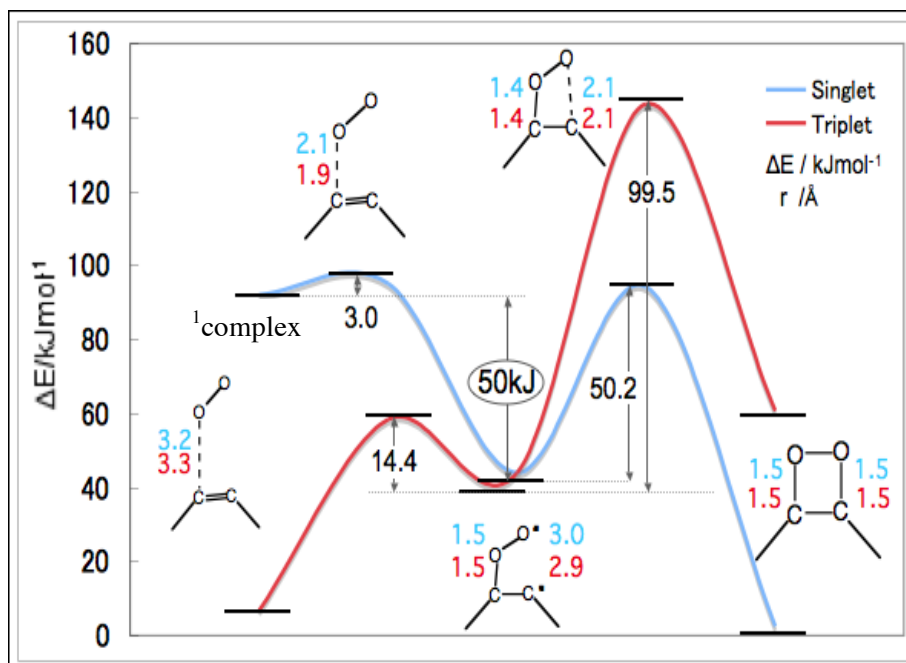 160
140
120
100
80
60
40
20
0
ΔE/kJmol¹
Singlet
Triplet
ΔE / kJmol⁻¹
r /Å
O
O
2.1
1.9
C
C
O
O
1.4
2.1
1.4
C
C
2.1
99.5
¹complex
3.0
50kJ
50.2
14.4
O
O
3.2
3.3
C
C
1.5
O
O•
3.0
1.5
C
C•
2.9
O
O
1.5
1.5
1.5
C
C
1.5